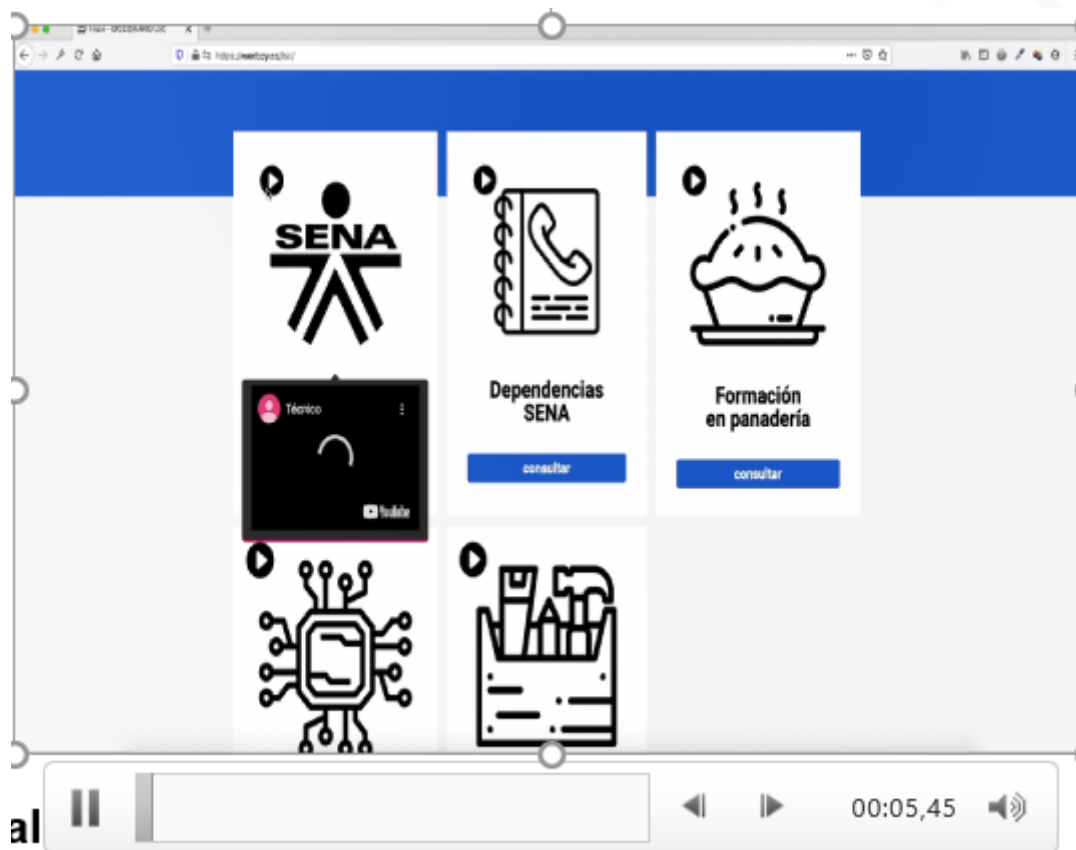 SENA
Dependencias
SENA
consultar
Formación
en panadería
consultar
Técnico
YouTube
al
00:05,45